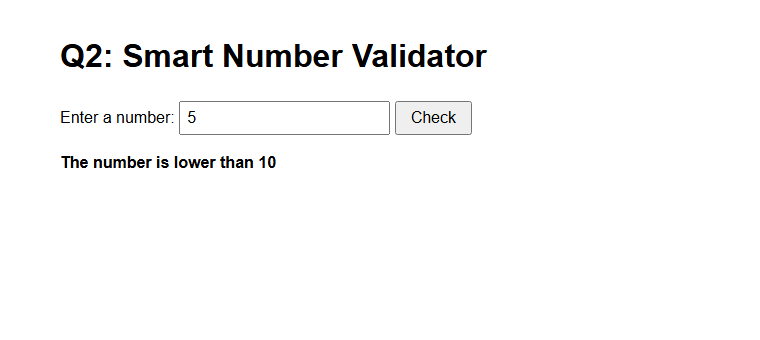 Q2: Smart Number Validator
Enter a number: 5 Check
The number is lower than 10